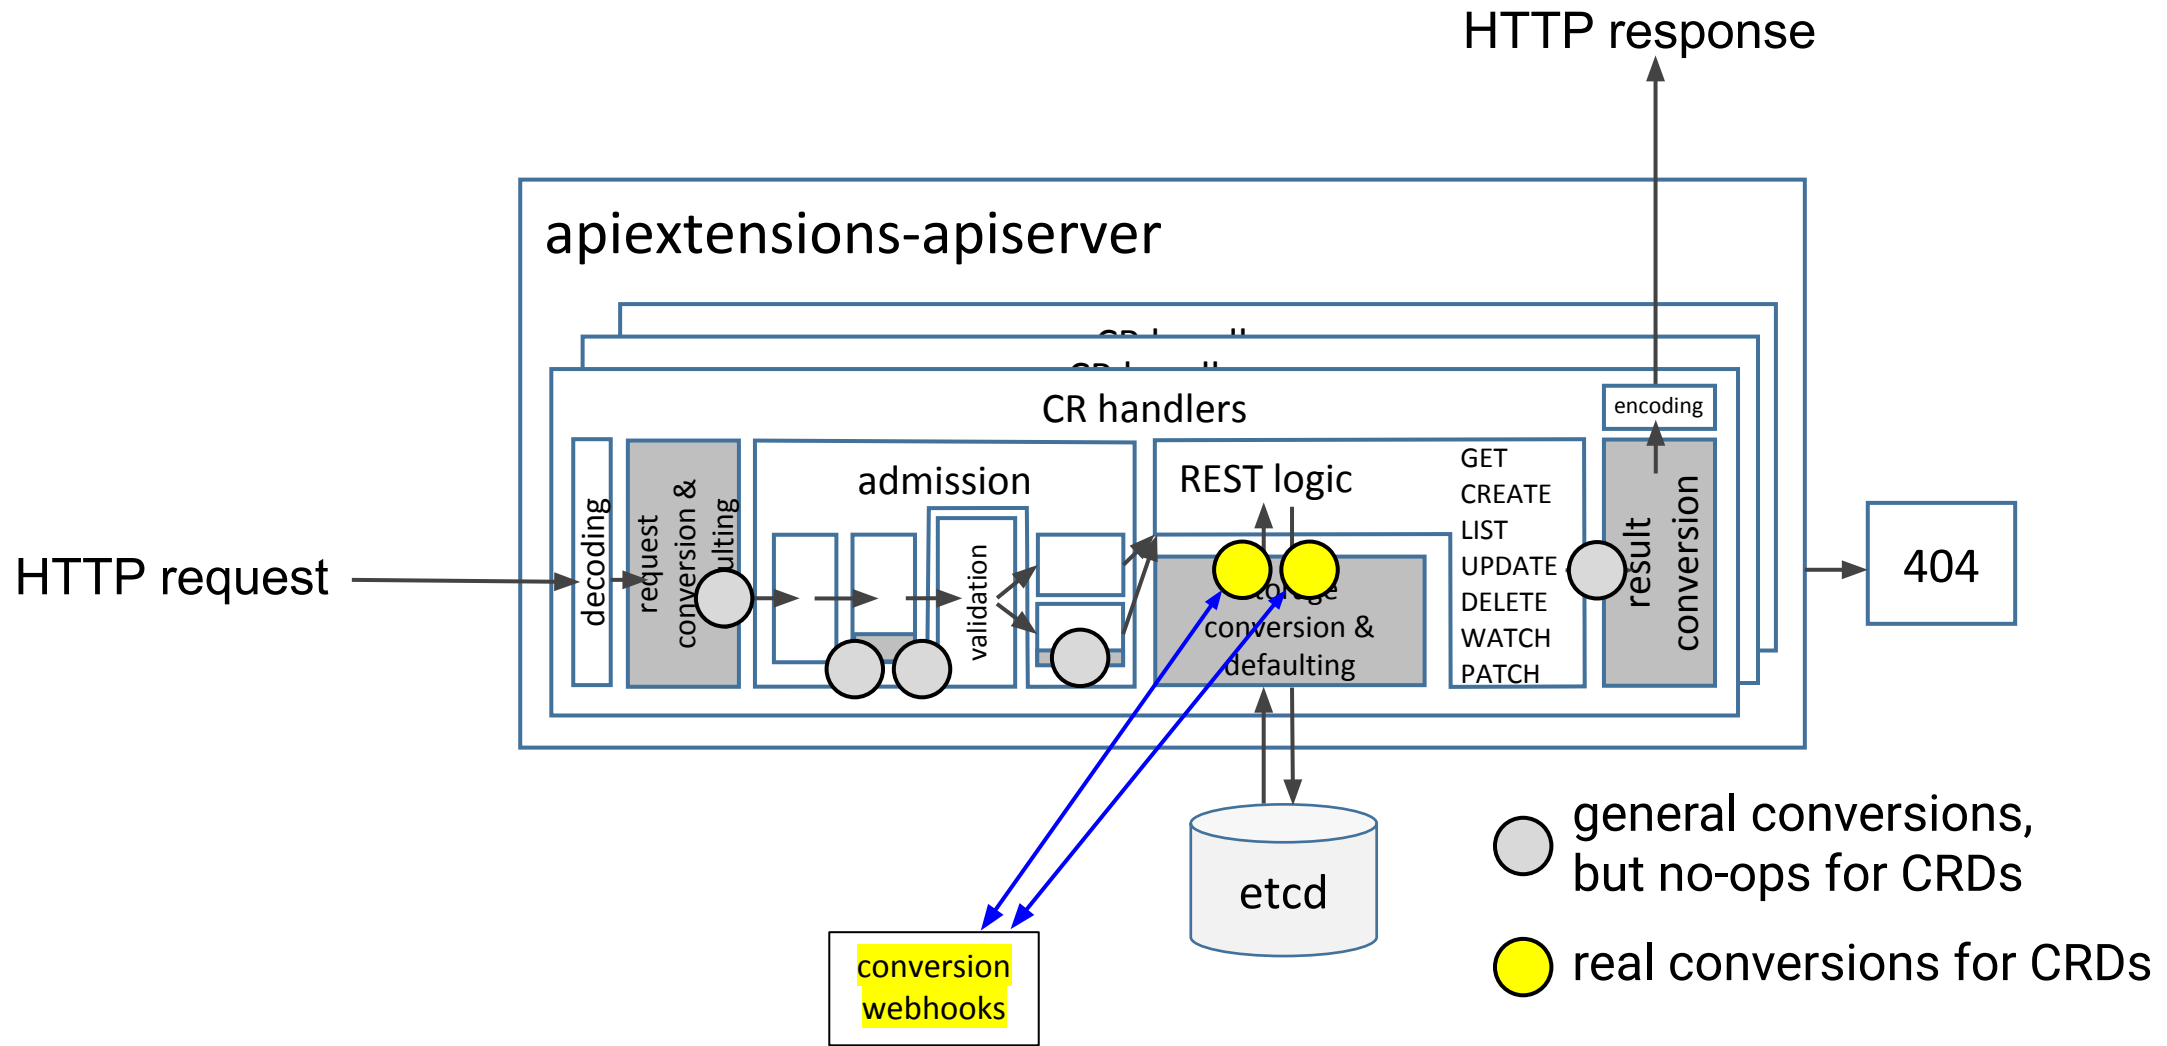 HTTP response
apiextensions-apiserver
CR handlers
encoding
HTTP request
decoding
request
conversion &
ulting
admission
validation
REST logic
conversion &
defaulting
GET
CREATE
LIST
UPDATE
DELETE
WATCH
PATCH
result
conversion
404
etcd
conversion
webhooks
general conversions,
but no-ops for CRDs
real conversions for CRDs